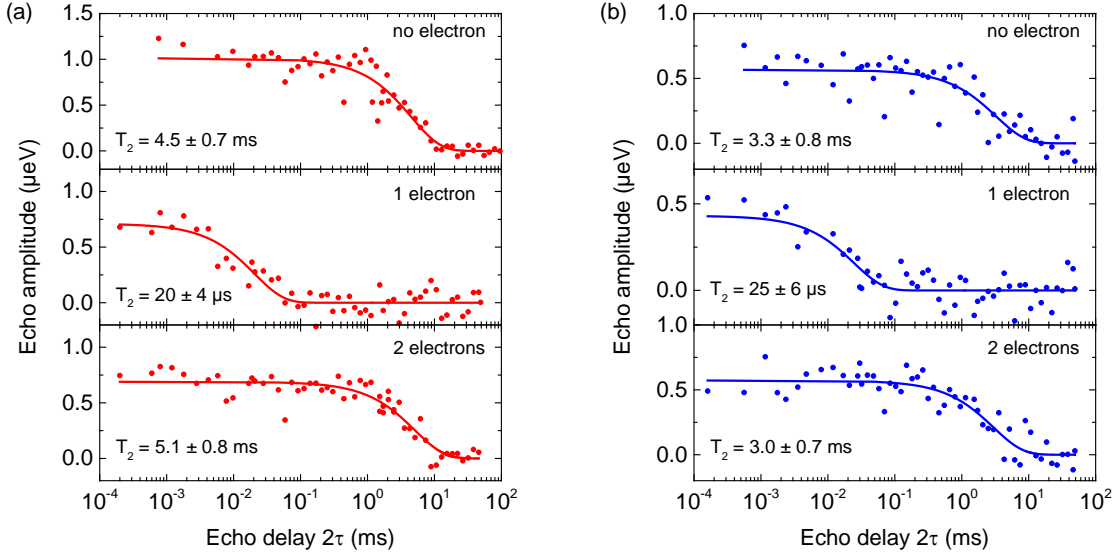 (a)
1.5
1.0
0.5
0.0
no electron
T2 = 4.5 ± 0.7 ms
1.0
0.5
0.0
1 electron
T2 = 20 ± 4 µs
1.0
0.5
0.0
2 electrons
T2 = 5.1 ± 0.8 ms
10-4 10-3 10-2 10-1 100 101 102
Echo delay 2τ (ms)
Echo amplitude (µeV)
(b)
1.0
0.5
0.0
no electron
T2 = 3.3 ± 0.8 ms
0.5
0.0
1 electron
T2 = 25 ± 6 µs
1.0
0.5
0.0
2 electrons
T2 = 3.0 ± 0.7 ms
10-4 10-3 10-2 10-1 100 101 102
Echo delay 2τ (ms)
Echo amplitude (µeV)